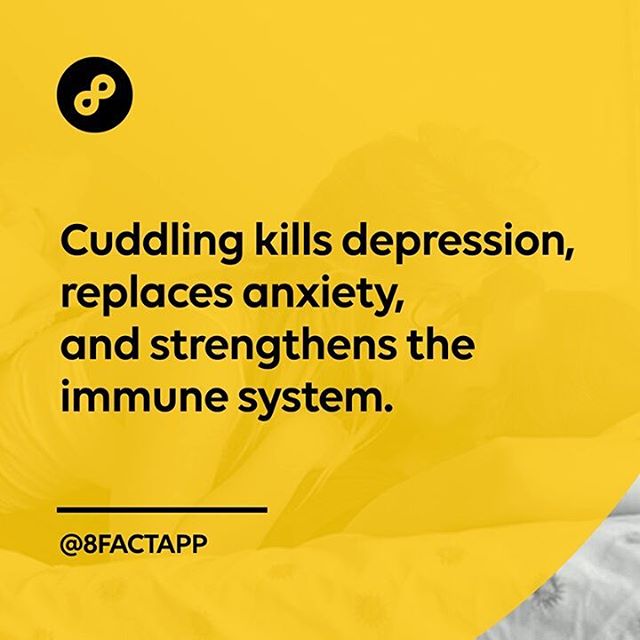 Cuddling kills depression,
replaces anxiety,
and strengthens the
immune system.
@8FACTAPP